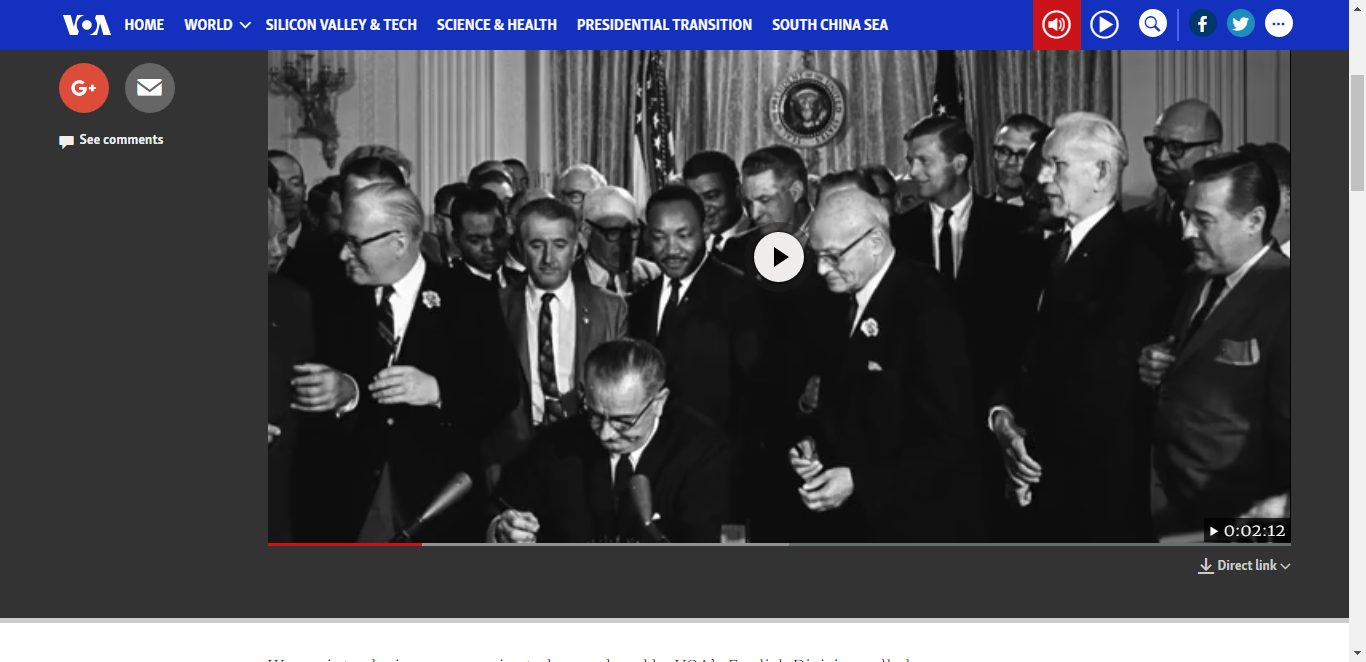 VOA HOME WORLD SILICON VALLEY & TECH SCIENCE & HEALTH PRESIDENTIAL TRANSITION SOUTH CHINA SEA
G+
See comments
0:02:12
Direct link